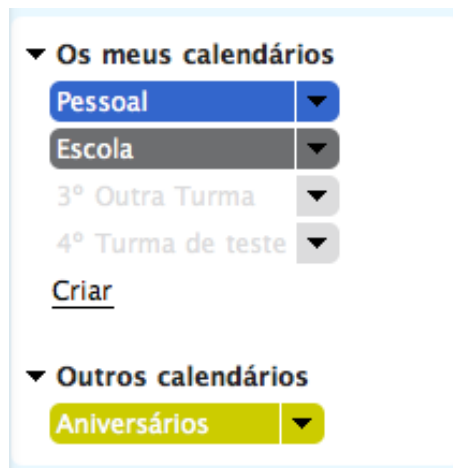 Os meus calendários
Pessoal
Escola
3º Outra Turma
4º Turma de teste
Criar
Outros calendários
Aniversários